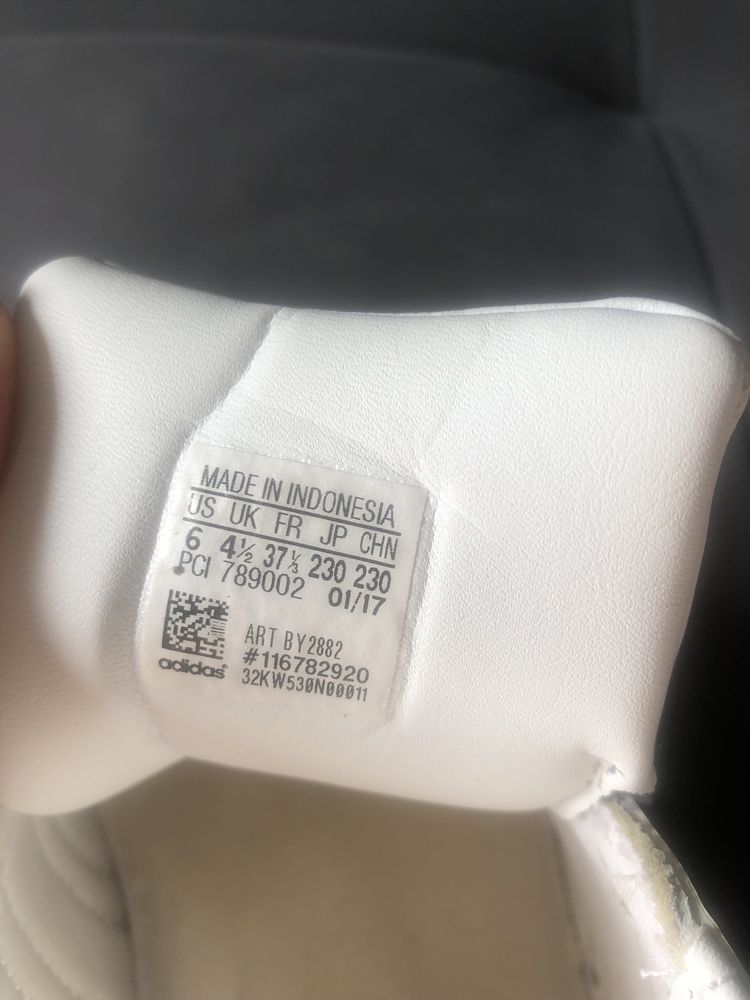 MADE IN INDONESIA
US UK FR JP CHN
6 4½ 37⅓ 230 230
PCI 789002 01/17
ART BY2882
#116782920
adidas 32KW530N00011